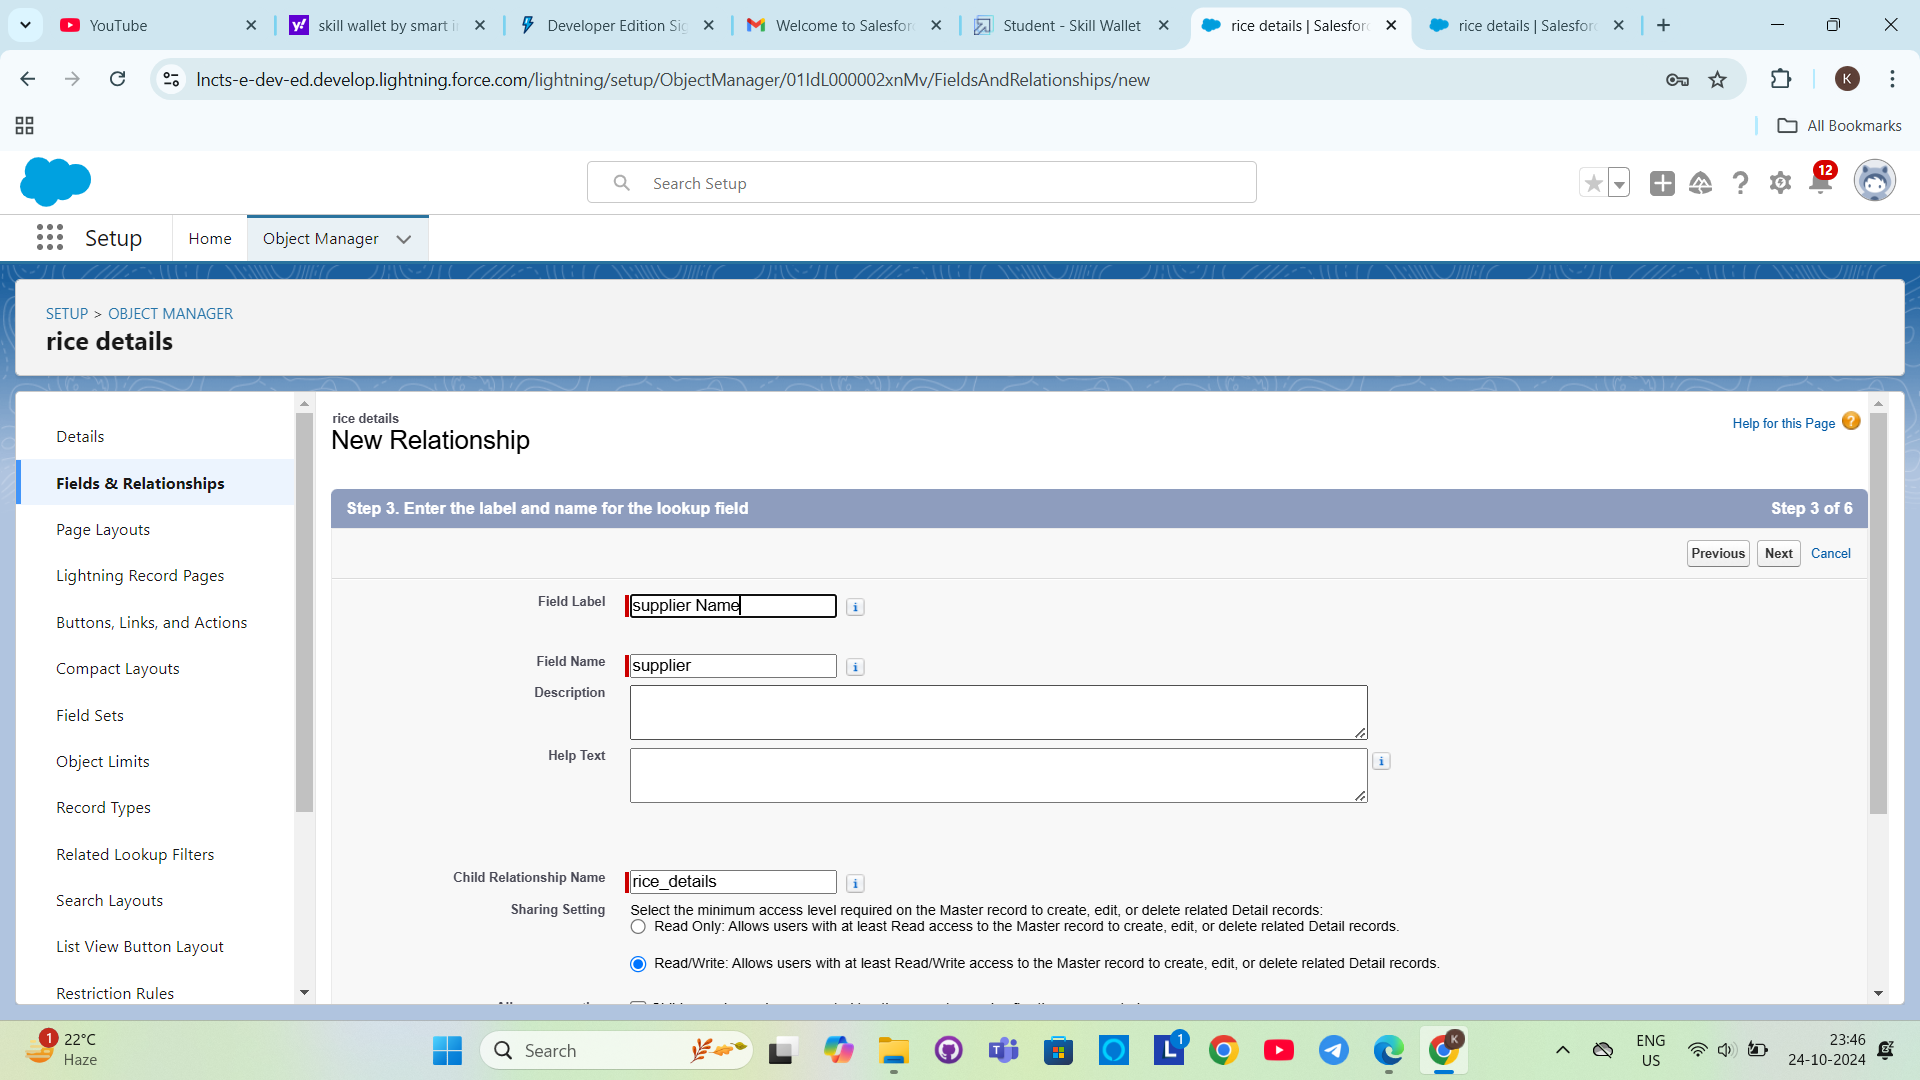 YouTube
skill wallet by smart in
Developer Edition Sig
Welcome to Salesforc
Student - Skill Wallet
rice details | Salesforc
rice details | Salesforc
lncts-e-dev-ed.develop.lightning.force.com/lightning/setup/ObjectManager/01IdL000002xnMv/FieldsAndRelationships/new
K
All Bookmarks
Search Setup
12
Setup
Home
Object Manager
SETUP > OBJECT MANAGER
rice details
Details
Fields & Relationships
Page Layouts
Lightning Record Pages
Buttons, Links, and Actions
Compact Layouts
Field Sets
Object Limits
Record Types
Related Lookup Filters
Search Layouts
List View Button Layout
Restriction Rules
rice details
New Relationship
Help for this Page
Step 3. Enter the label and name for the lookup field
Step 3 of 6
Previous
Next
Cancel
Field Label
supplier Name
Field Name
supplier
Description
Help Text
Child Relationship Name
rice_details
Sharing Setting
Select the minimum access level required on the Master record to create, edit, or delete related Detail records:
Read Only: Allows users with at least Read access to the Master record to create, edit, or delete related Detail records.
Read/Write: Allows users with at least Read/Write access to the Master record to create, edit, or delete related Detail records.
1
22°C
Haze
Search
1
K
ENG
US
23:46
24-10-2024